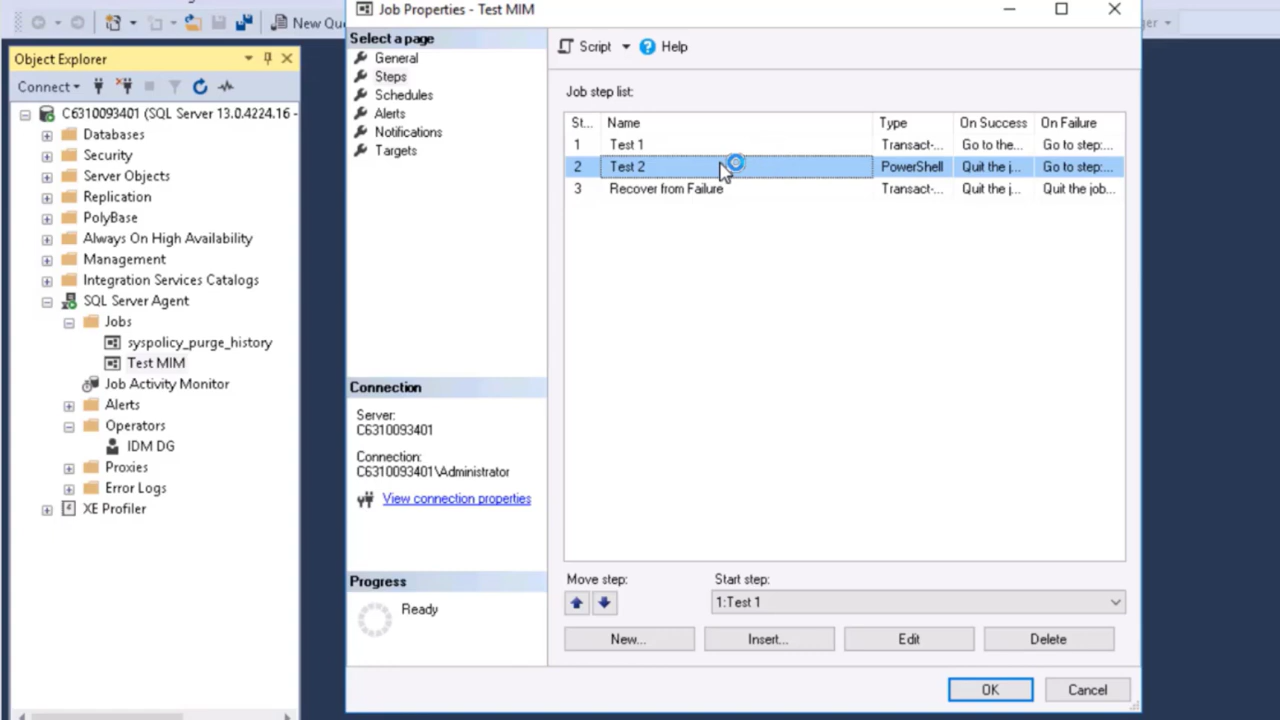 Job Properties - Test MIM
New Qu
Object Explorer
Connect
C6310093401 (SQL Server 13.0.4224.16 -
Databases
Security
Server Objects
Replication
PolyBase
Always On High Availability
Management
Integration Services Catalogs
SQL Server Agent
Jobs
syspolicy_purge_history
Test MIM
Job Activity Monitor
Alerts
Operators
IDM DG
Proxies
Error Logs
XE Profiler
Select a page
General
Steps
Schedules
Alerts
Notifications
Targets
Connection
Server:
C6310093401
Connection:
C6310093401\Administrator
View connection properties
Progress
Ready
Script Help
Job step list:
St... Name Type On Success On Failure
1 Test 1 Transact-... Go to the... Go to step:...
2 Test 2 PowerShell Quit the j... Go to step:...
3 Recover from Failure Transact-... Quit the j... Quit the job...
Move step: Start step:
1:Test 1
New... Insert... Edit Delete
OK Cancel